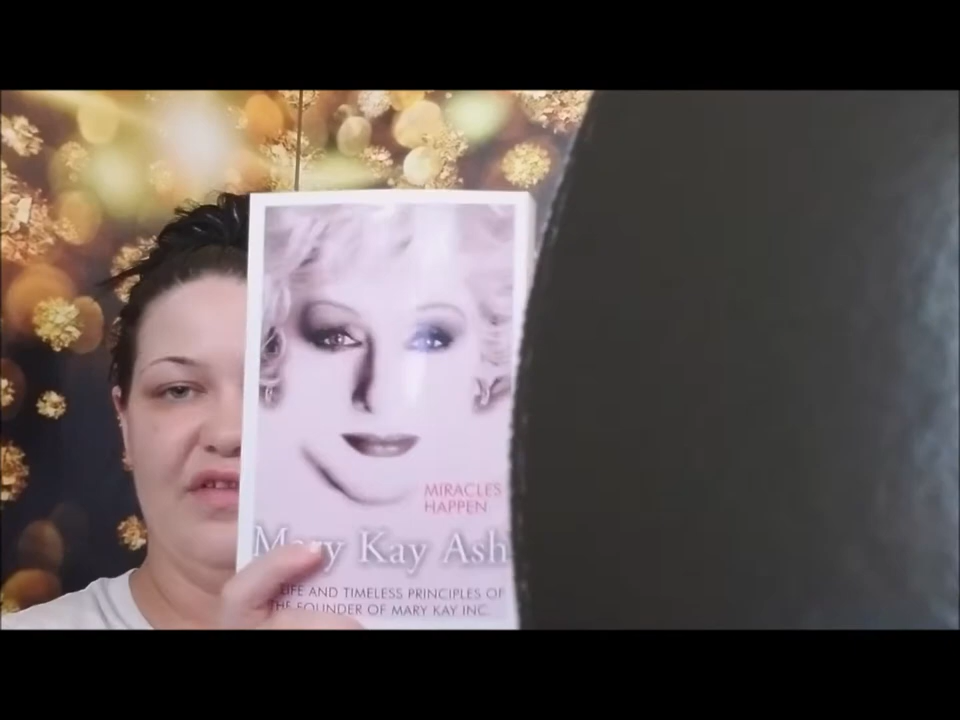 MIRACLES
HAPPEN
Mary Kay Ash
LIFE AND TIMELESS PRINCIPLES OF
THE FOUNDER OF MARY KAY INC.